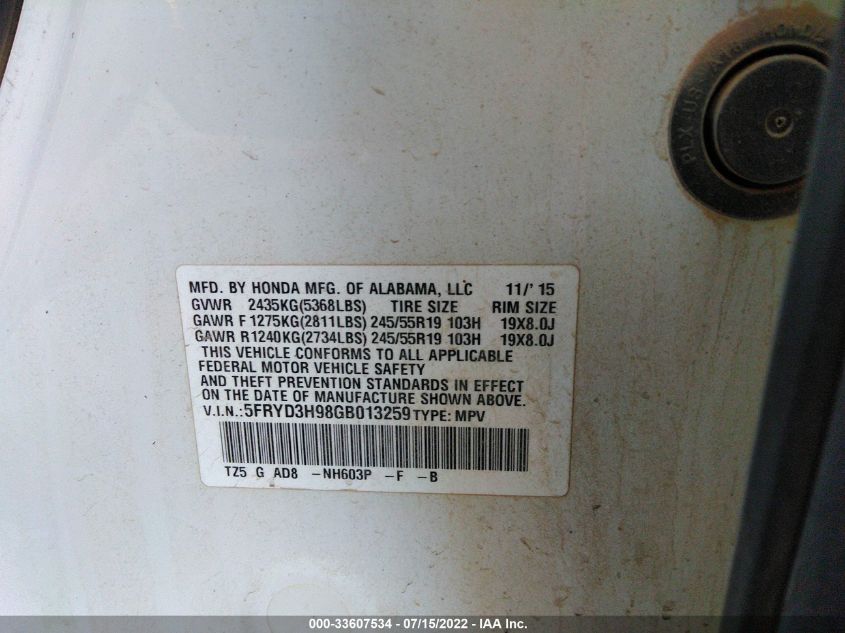 PLX-U3 HONDA
MFD. BY HONDA MFG. OF ALABAMA, LLC 11/' 15
GVWR 2435KG(5368LBS) TIRE SIZE RIM SIZE
GAWR F 1275KG(2811LBS) 245/55R19 103H 19X8.0J
GAWR R1240KG(2734LBS) 245/55R19 103H 19X8.0J
THIS VEHICLE CONFORMS TO ALL APPLICABLE
FEDERAL MOTOR VEHICLE SAFETY
AND THEFT PREVENTION STANDARDS IN EFFECT
ON THE DATE OF MANUFACTURE SHOWN ABOVE.
V.I.N.: 5FRYD3H98GB013259 TYPE: MPV
TZ5 G AD8 -NH603P -F -B
000-33607534 - 07/15/2022 - IAA Inc.